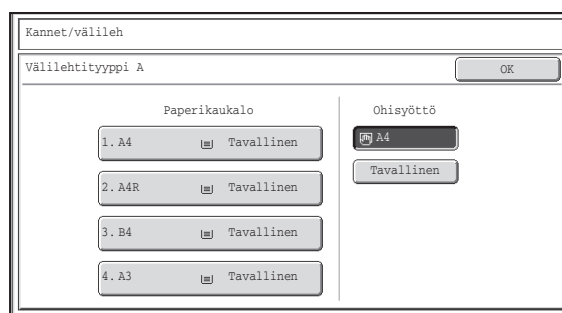 Kannet/välileh
Välilehtityyppi A
OK
Paperikaukalo
1. A4 Tavallinen
2. A4R Tavallinen
3. B4 Tavallinen
4. A3 Tavallinen
Ohisyöttö
A4
Tavallinen